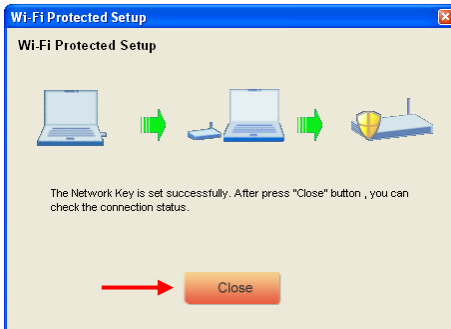 Wi-Fi Protected Setup
Wi-Fi Protected Setup
The Network Key is set successfully. After press "Close" button , you can
check the connection status.
Close